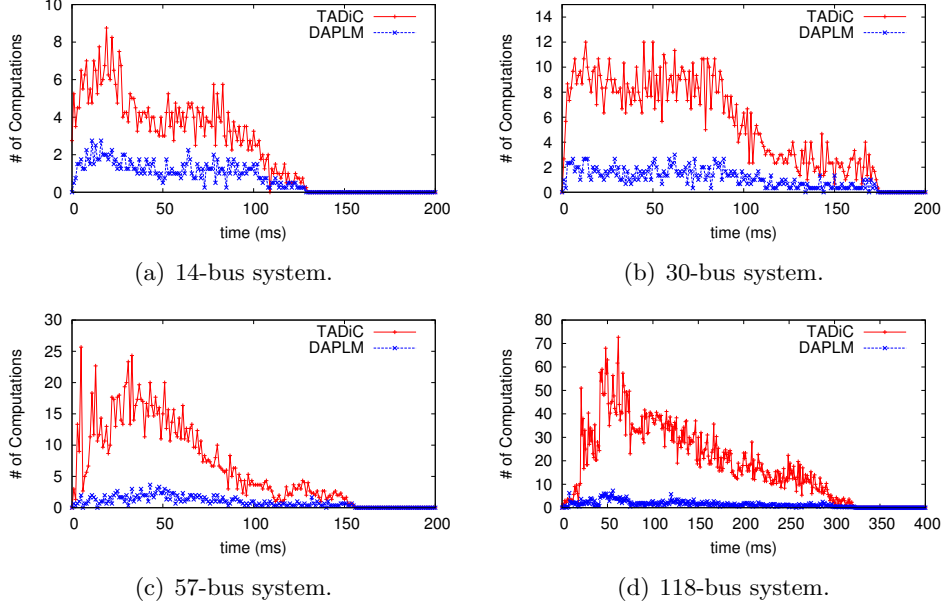 # of Computations
10
8
6
4
2
0
0
50
100
150
200
time (ms)
TADiC
DAPLM
(a) 14-bus system.
# of Computations
14
12
10
8
6
4
2
0
0
50
100
150
200
time (ms)
TADiC
DAPLM
(b) 30-bus system.
# of Computations
30
25
20
15
10
5
0
0
50
100
150
200
time (ms)
TADiC
DAPLM
(c) 57-bus system.
# of Computations
80
70
60
50
40
30
20
10
0
0
50
100
150
200
250
300
350
400
time (ms)
TADiC
DAPLM
(d) 118-bus system.